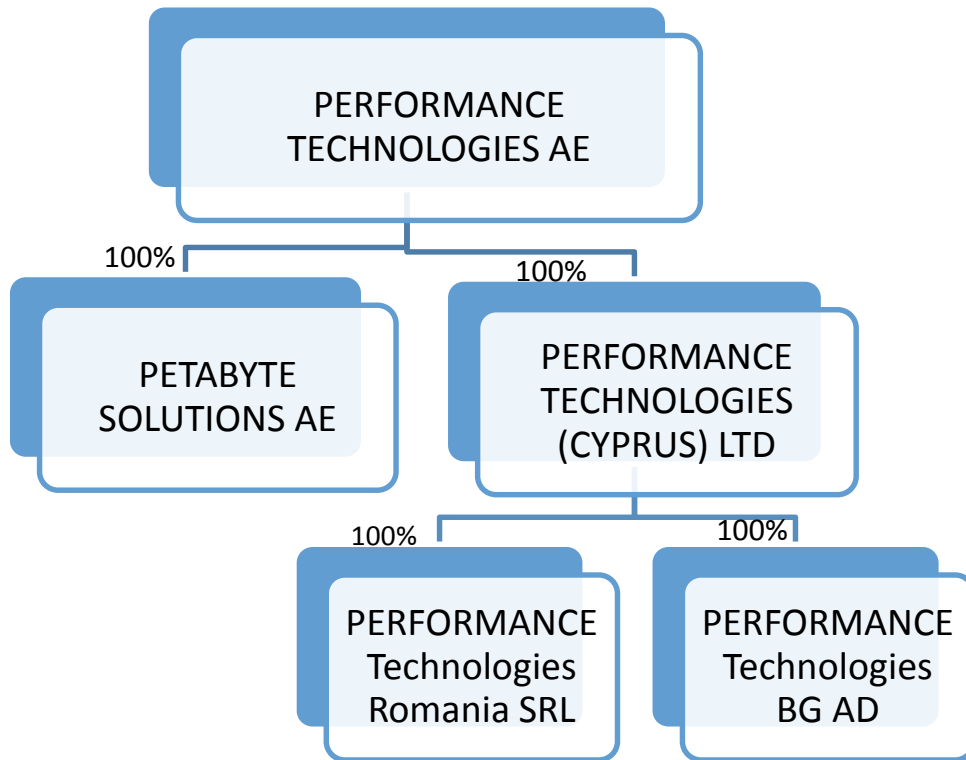 PERFORMANCE
TECHNOLOGIES AE
100%
100%
PETABYTE
SOLUTIONS AE
PERFORMANCE
TECHNOLOGIES
(CYPRUS) LTD
100%
100%
PERFORMANCE
Technologies
Romania SRL
PERFORMANCE
Technologies
BG AD